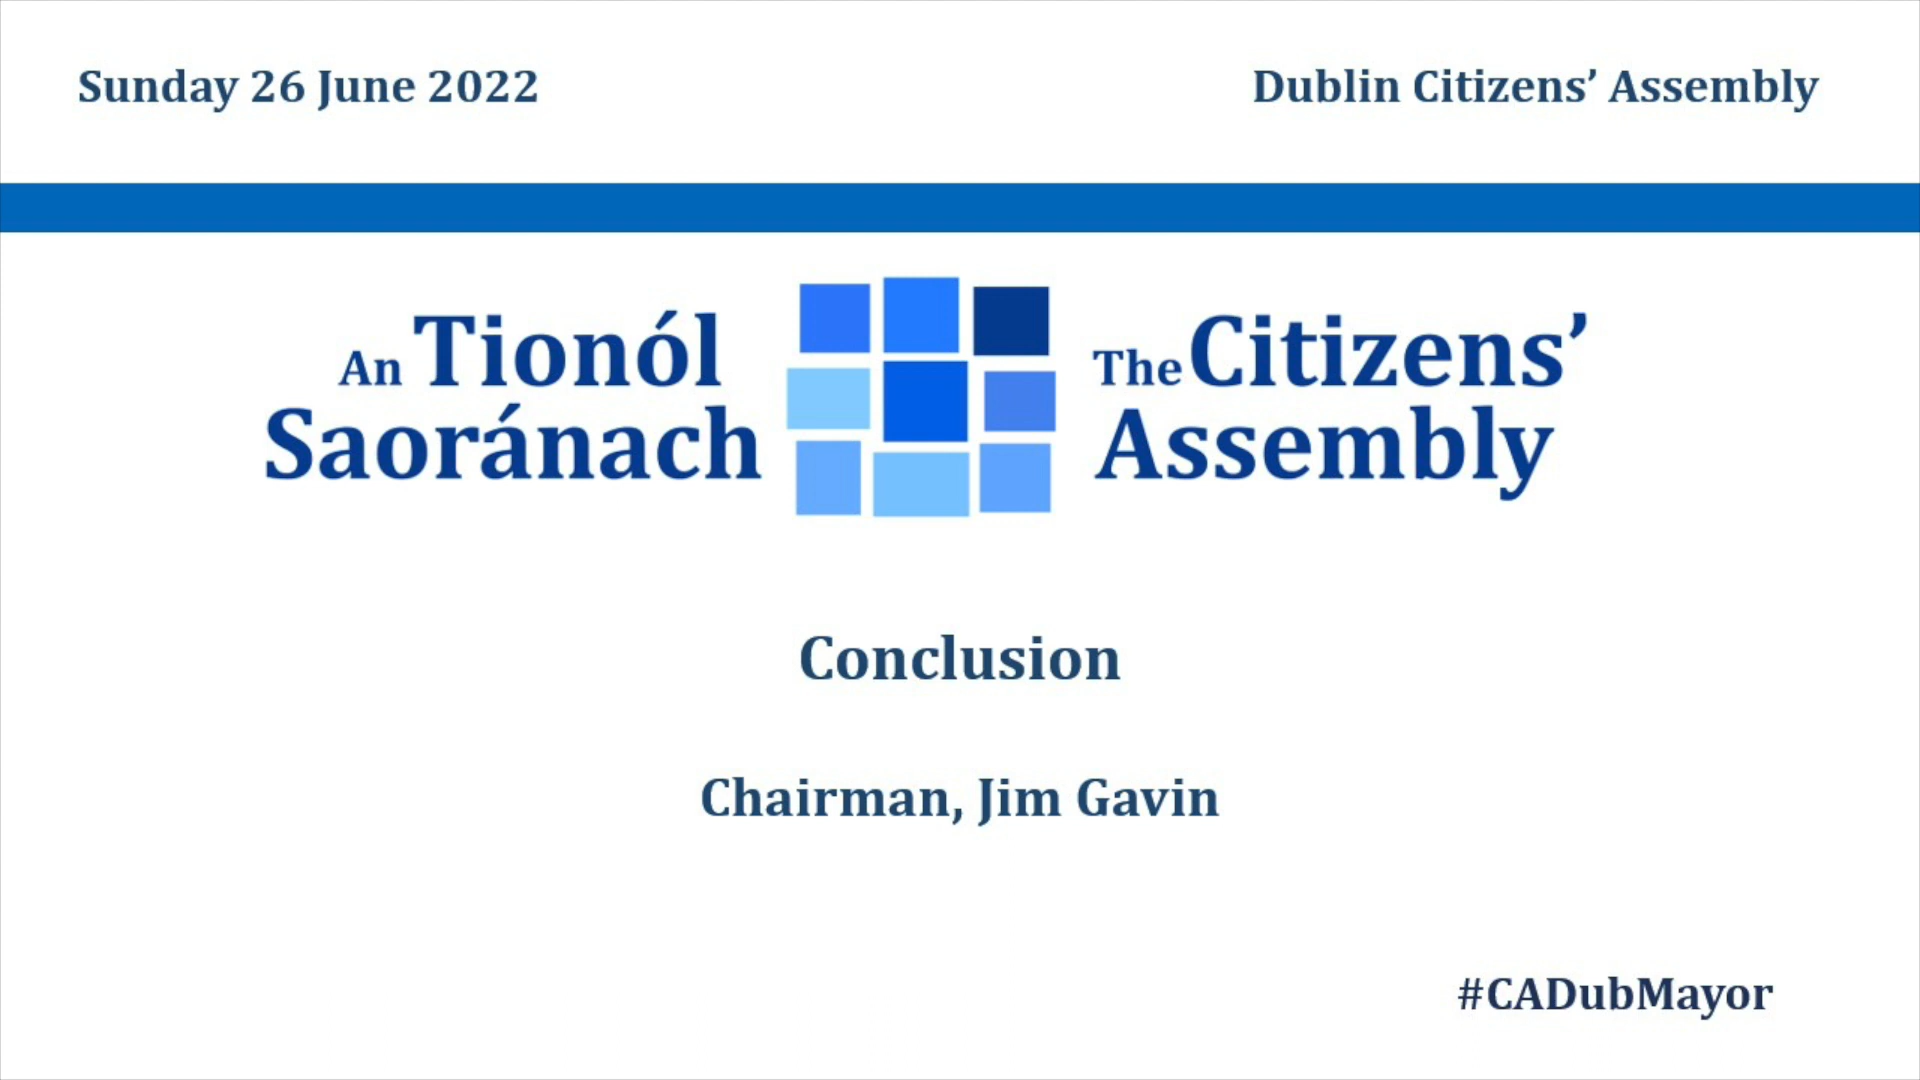 Sunday 26 June 2022
Dublin Citizens’ Assembly
An Tionól
Saoránach
The Citizens’
Assembly
Conclusion
Chairman, Jim Gavin
#CADubMayor